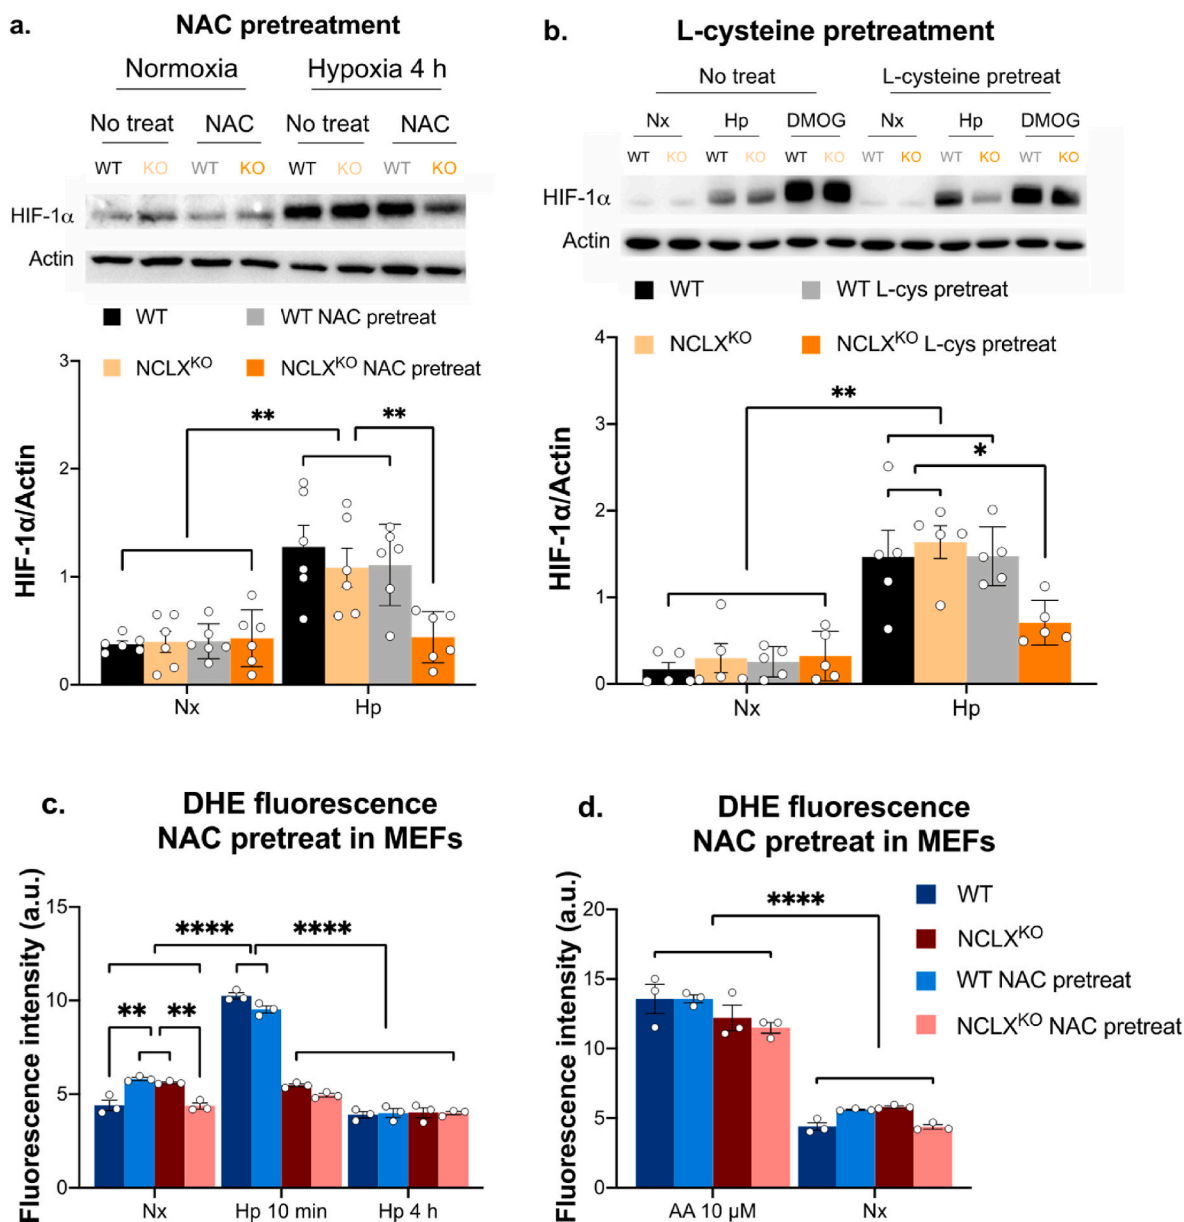 a.
NAC pretreatment
Normoxia Hypoxia 4 h
No treat NAC No treat NAC
WT KO WT KO WT KO WT KO
HIF-1α
Actin
WT WT NAC pretreat
NCLXKO NCLXKO NAC pretreat
3
2
1
0
HIF-1α/Actin
** **
Nx Hp
b.
L-cysteine pretreatment
No treat L-cysteine pretreat
Nx Hp DMOG Nx Hp DMOG
WT KO WT KO WT KO WT KO WT KO WT KO
HIF-1α
Actin
WT WT L-cys pretreat
NCLXKO NCLXKO L-cys pretreat
4
3
2
1
0
HIF-1α/Actin
**
*
Nx Hp
c.
DHE fluorescence
NAC pretreat in MEFs
Fluorescence intensity (a.u.)
15
10
5
0
**** ****
** **
Nx Hp 10 min Hp 4 h
d.
DHE fluorescence
NAC pretreat in MEFs
Fluorescence intensity (a.u.)
20
15
10
5
0
****
AA 10 µM Nx
WT
NCLXKO
WT NAC pretreat
NCLXKO NAC pretreat